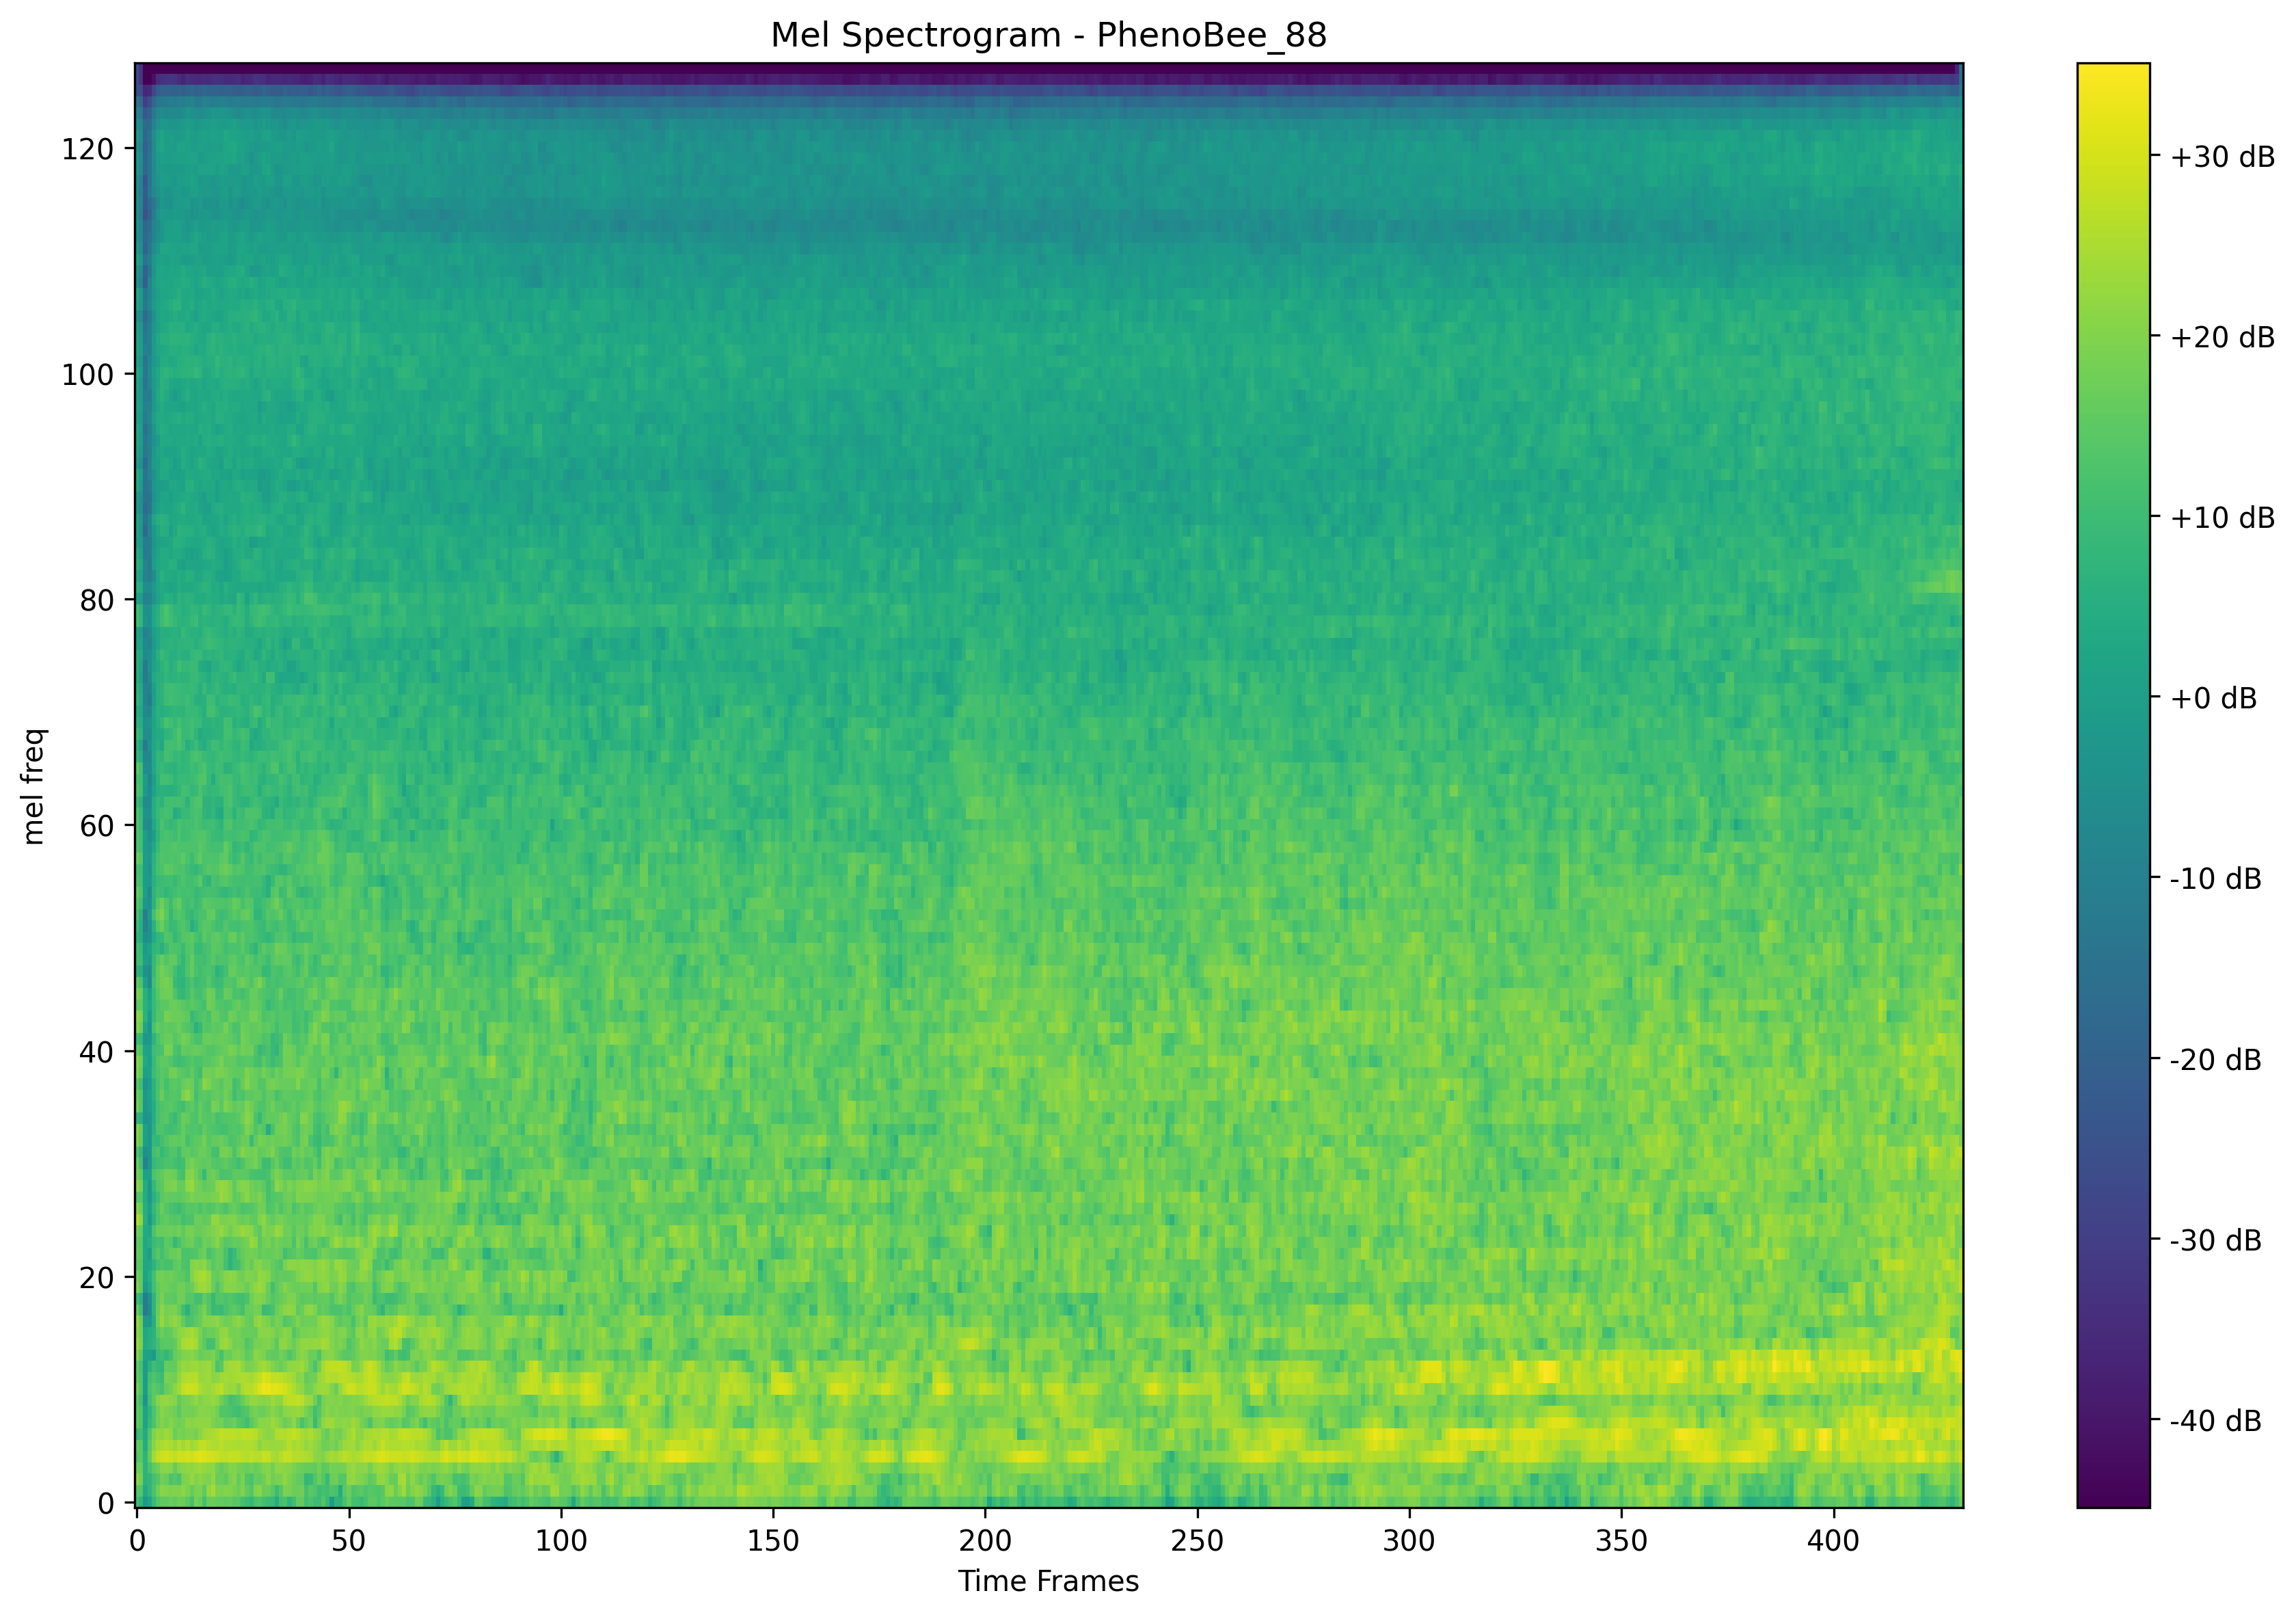 Mel Spectrogram - PhenoBee_88
mel freq
120
100
80
60
40
20
0
0 50 100 150 200 250 300 350 400
Time Frames
+30 dB
+20 dB
+10 dB
+0 dB
-10 dB
-20 dB
-30 dB
-40 dB